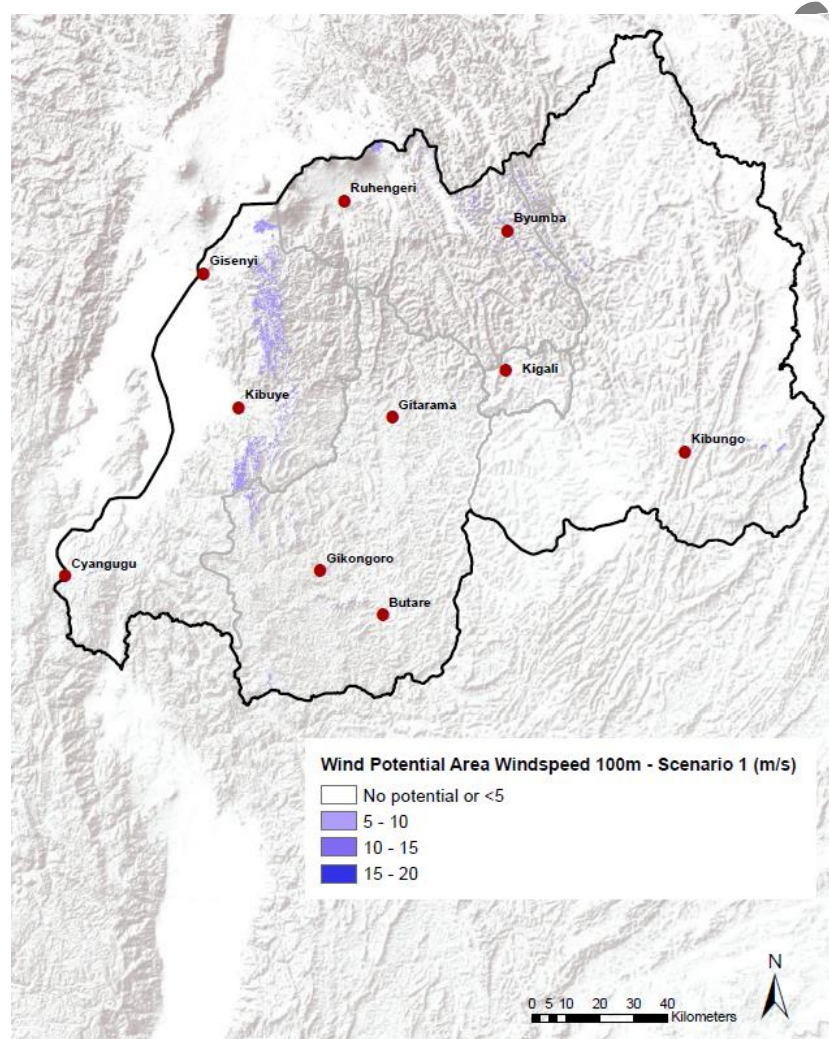 Ruhengeri
Byumba
Gisenyi
Kigali
Kibuye
Gitarama
Kibungo
Gikongoro
Cyangugu
Butare
Wind Potential Area Windspeed 100m - Scenario 1 (m/s)
No potential or <5
5 - 10
10 - 15
15 - 20
N
0 5 10 20 30 40
Kilometers